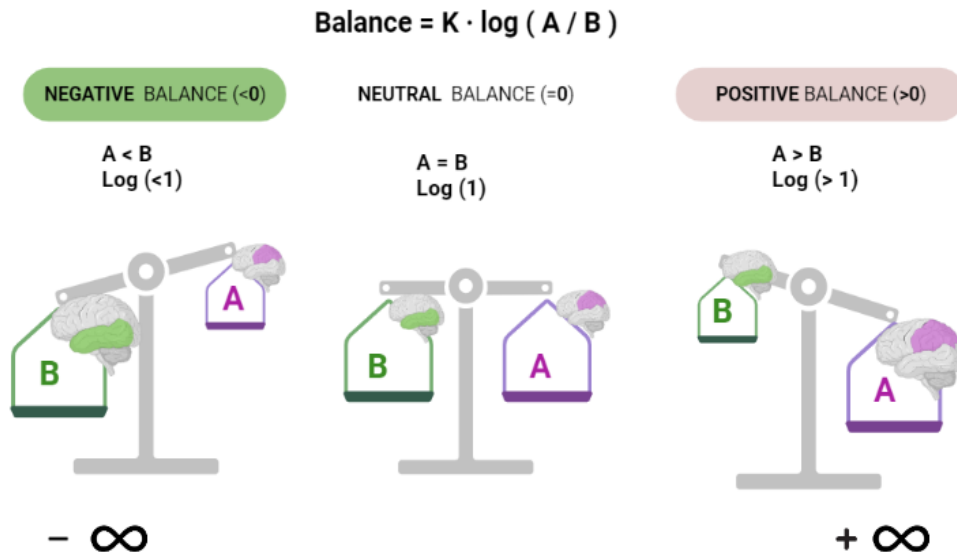 Balance = K · log ( A / B )
NEGATIVE BALANCE (<0)
NEUTRAL BALANCE (=0)
POSITIVE BALANCE (>0)
A < B
Log (<1)
A = B
Log (1)
A > B
Log (> 1)
B
A
B
A
B
A
− ∞
+ ∞